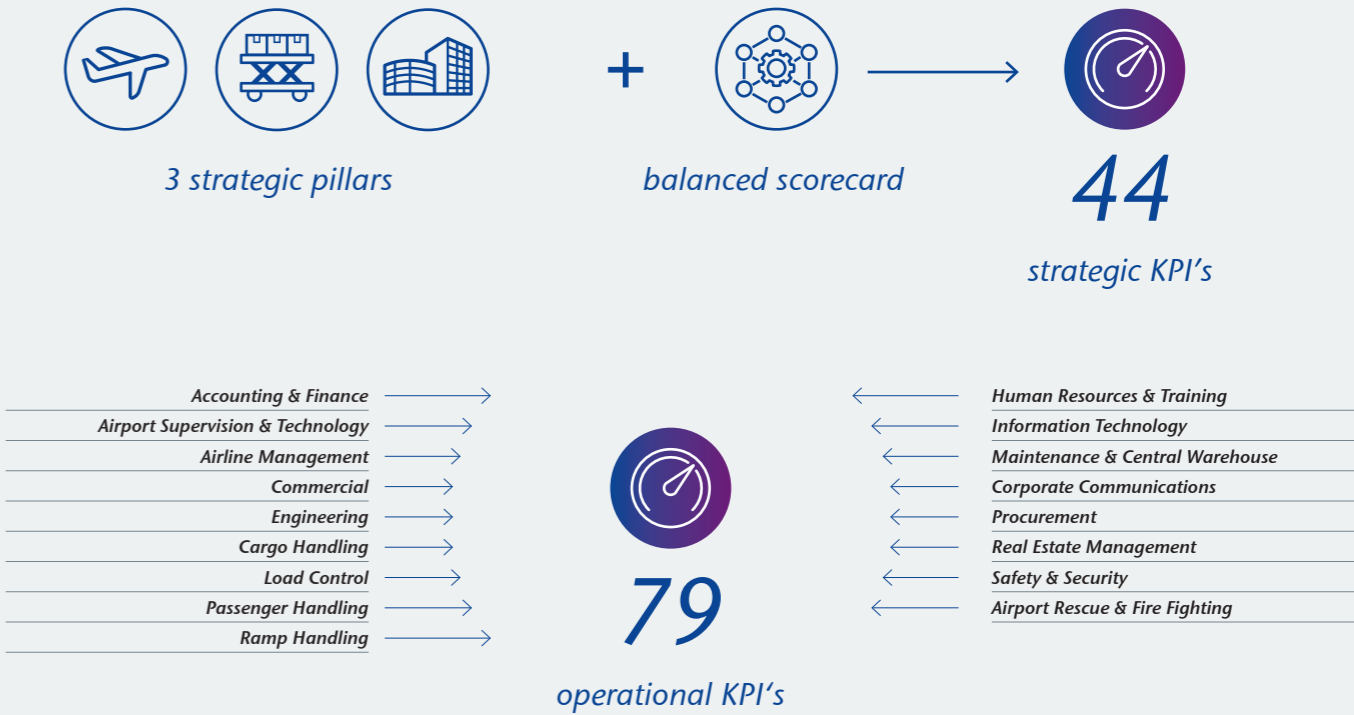 +
3 strategic pillars
balanced scorecard
44
strategic KPI's
Accounting & Finance
Airport Supervision & Technology
Airline Management
Commercial
Engineering
Cargo Handling
Load Control
Passenger Handling
Ramp Handling
79
operational KPI‘s
Human Resources & Training
Information Technology
Maintenance & Central Warehouse
Corporate Communications
Procurement
Real Estate Management
Safety & Security
Airport Rescue & Fire Fighting